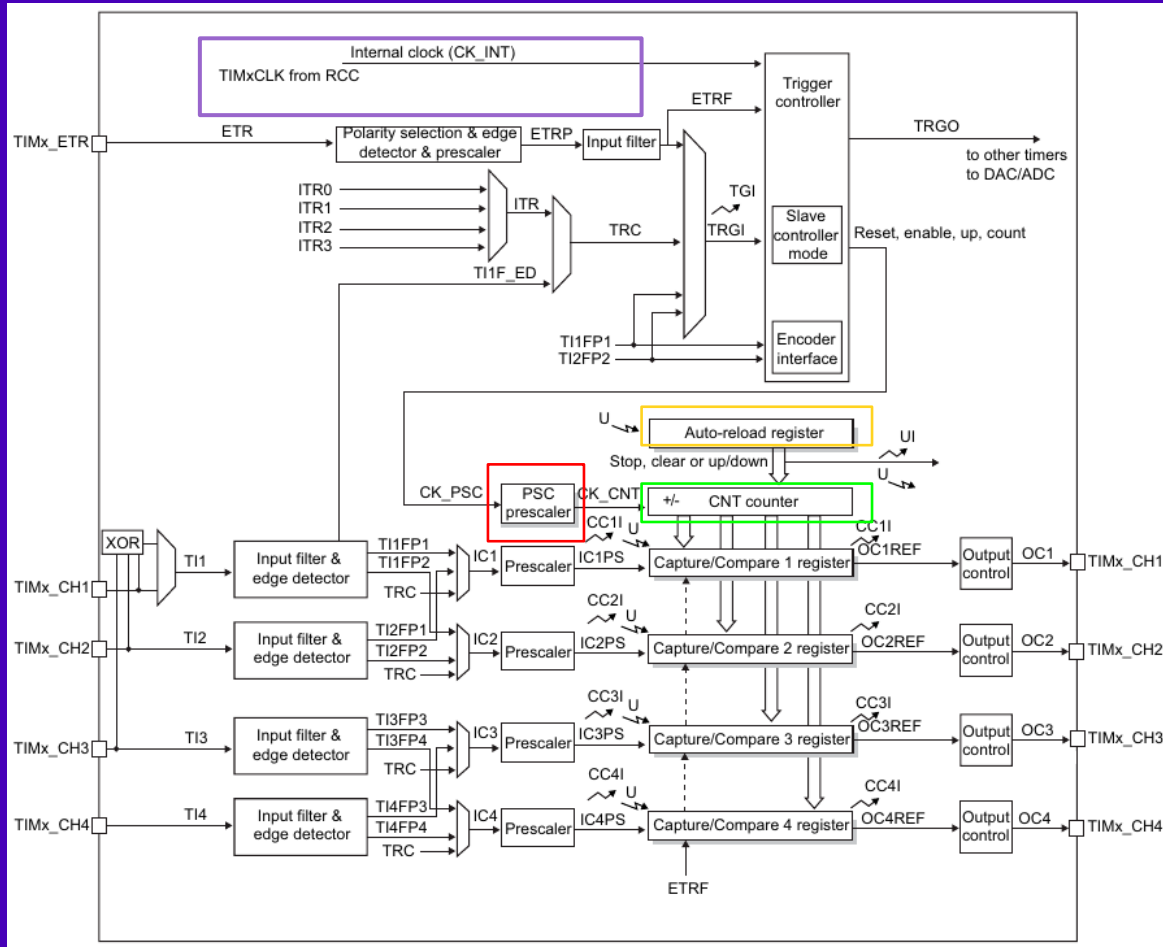 Internal clock (CK_INT)
TIMxCLK from RCC
Trigger
controller
ETRF
TIMx_ETR
ETR
Polarity selection & edge
detector & prescaler
ETRP
Input filter
TRGO
to other timers
to DAC/ADC
ITR0
ITR1
ITR2
ITR3
ITR
TI1F_ED
TRC
TGI
TRGI
Slave
controller
mode
Reset, enable, up, count
TI1FP1
TI2FP2
Encoder
interface
U
Auto-reload register
UI
Stop, clear or up/down
U
CK_PSC
PSC
prescaler
CK_CNT
+/-
CNT counter
XOR
TIMx_CH1
TI1
Input filter &
edge detector
TI1FP1
TI1FP2
TRC
IC1
Prescaler
CC1I
U
IC1PS
Capture/Compare 1 register
CC1I
OC1REF
Output
control
OC1
TIMx_CH1
TIMx_CH2
TI2
Input filter &
edge detector
TI2FP1
TI2FP2
TRC
IC2
Prescaler
CC2I
U
IC2PS
Capture/Compare 2 register
CC2I
OC2REF
Output
control
OC2
TIMx_CH2
TIMx_CH3
TI3
Input filter &
edge detector
TI3FP3
TI3FP4
TRC
IC3
Prescaler
CC3I
U
IC3PS
Capture/Compare 3 register
CC3I
OC3REF
Output
control
OC3
TIMx_CH3
TIMx_CH4
TI4
Input filter &
edge detector
TI4FP3
TI4FP4
TRC
IC4
Prescaler
CC4I
U
IC4PS
Capture/Compare 4 register
CC4I
OC4REF
Output
control
OC4
TIMx_CH4
ETRF